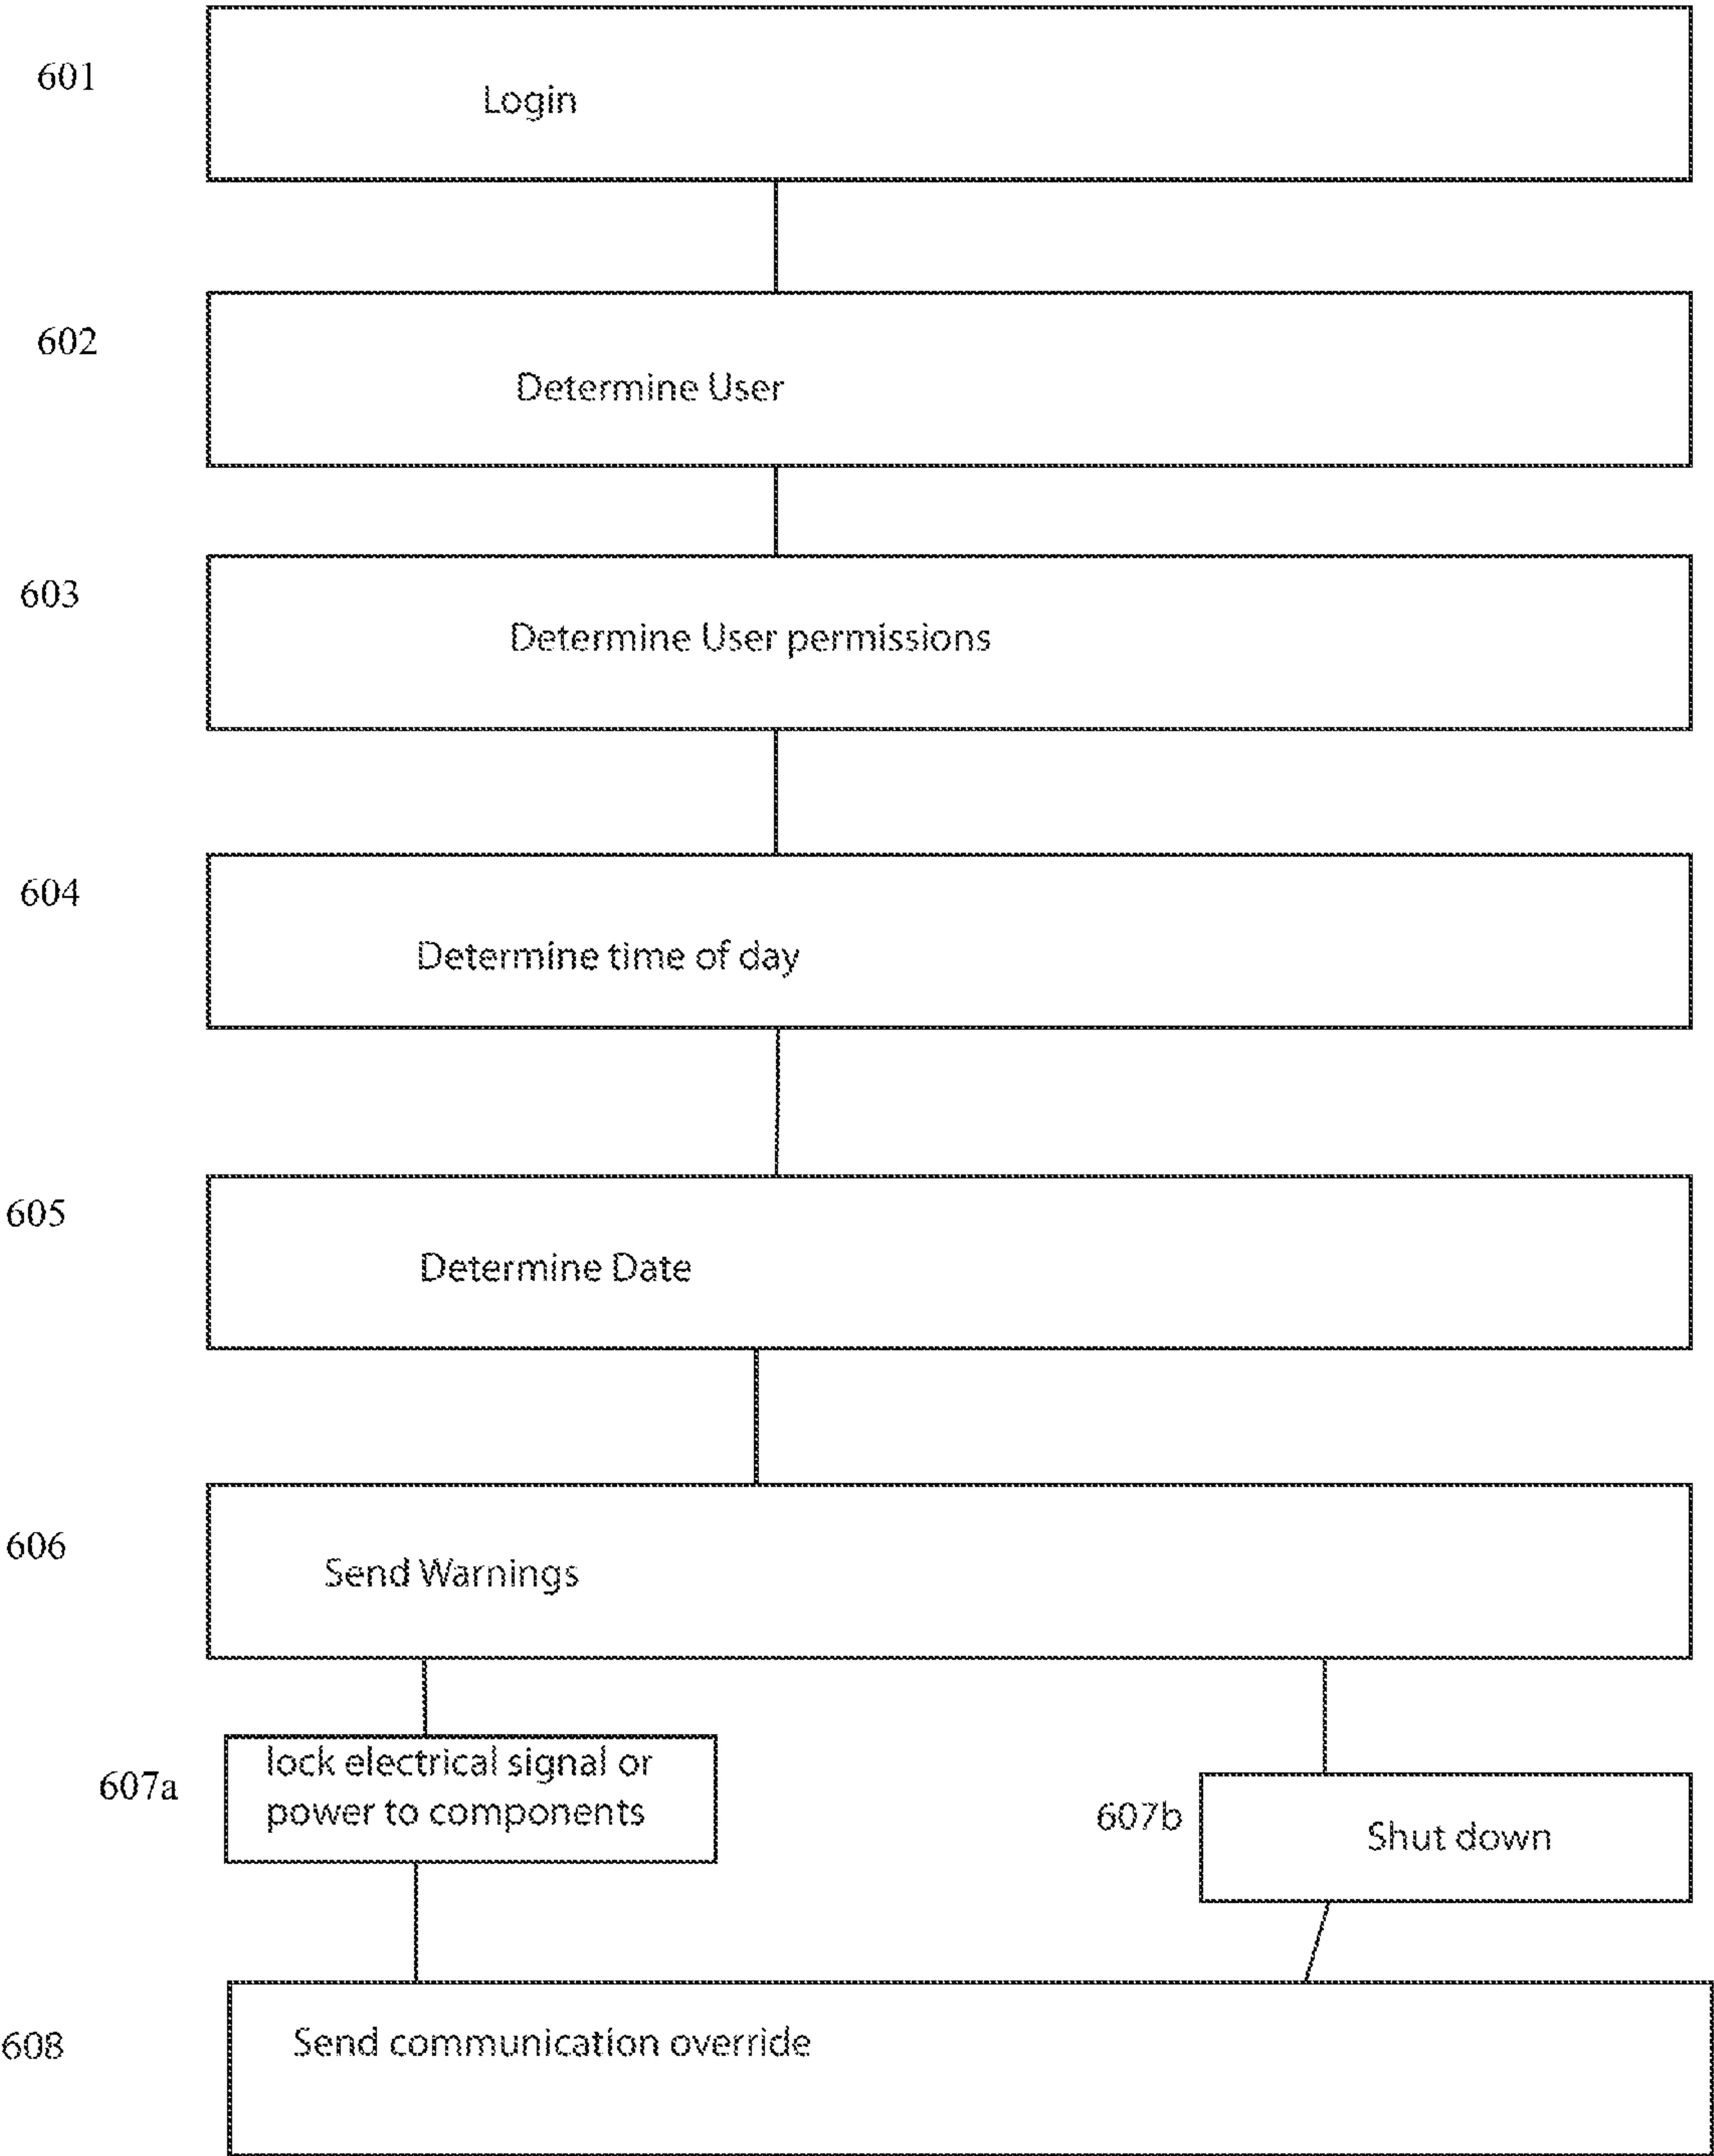 601
Login
602
Determine User
603
Determine User permissions
604
Determine time of day
605
Determine Date
606
Send Warnings
607a
lock electrical signal or
power to components
607b
Shut down
608
Send communication override